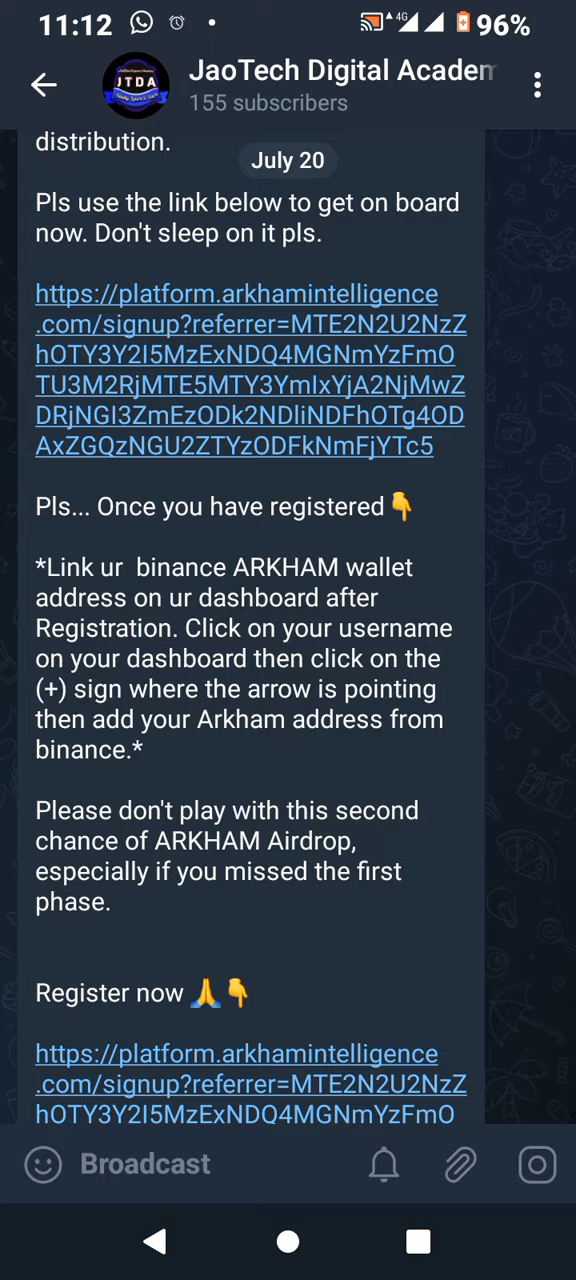 11:12
4G
96%
JTDA
JaoTech Digital Academ
155 subscribers
distribution.
July 20
Pls use the link below to get on board
now. Don't sleep on it pls.
https://platform.arkhamintelligence
.com/signup?referrer=MTE2N2U2NzZ
hOTY3Y2I5MzExNDQ4MGNmYzFmO
TU3M2RjMTE5MTY3YmIxYjA2NjMwZ
DRjNGI3ZmEzODk2NDliNDFhOTg4OD
AxZGQzNGU2ZTYzODFkNmFjYTc5
Pls... Once you have registered👇
*Link ur  binance ARKHAM wallet
address on ur dashboard after
Registration. Click on your username
on your dashboard then click on the
(+) sign where the arrow is pointing
then add your Arkham address from
binance.*
Please don't play with this second
chance of ARKHAM Airdrop,
especially if you missed the first
phase.
Register now 🙏👇
https://platform.arkhamintelligence
.com/signup?referrer=MTE2N2U2NzZ
hOTY3Y2I5MzExNDQ4MGNmYzFmO
Broadcast